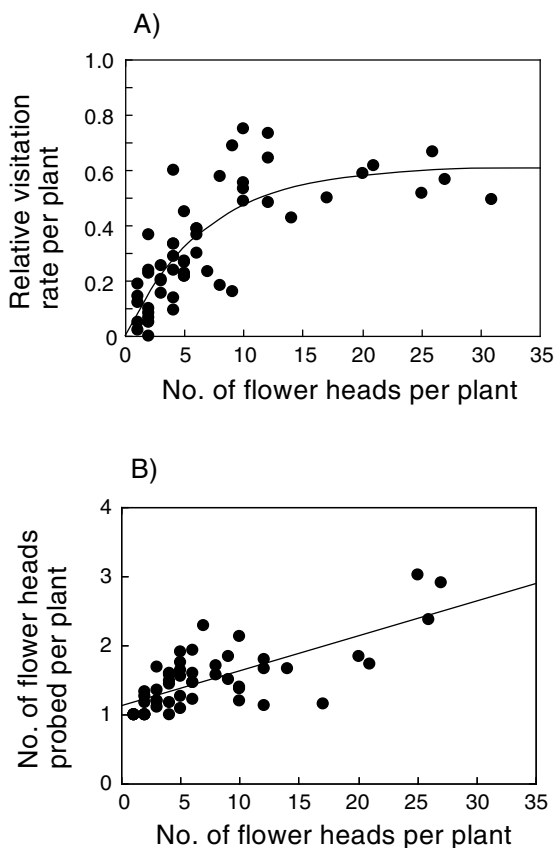 A)
Relative visitation
rate per plant
1.0
0.8
0.6
0.4
0.2
0
0 5 10 15 20 25 30 35
No. of flower heads per plant
B)
No. of flower heads
probed per plant
4
3
2
1
0
0 5 10 15 20 25 30 35
No. of flower heads per plant